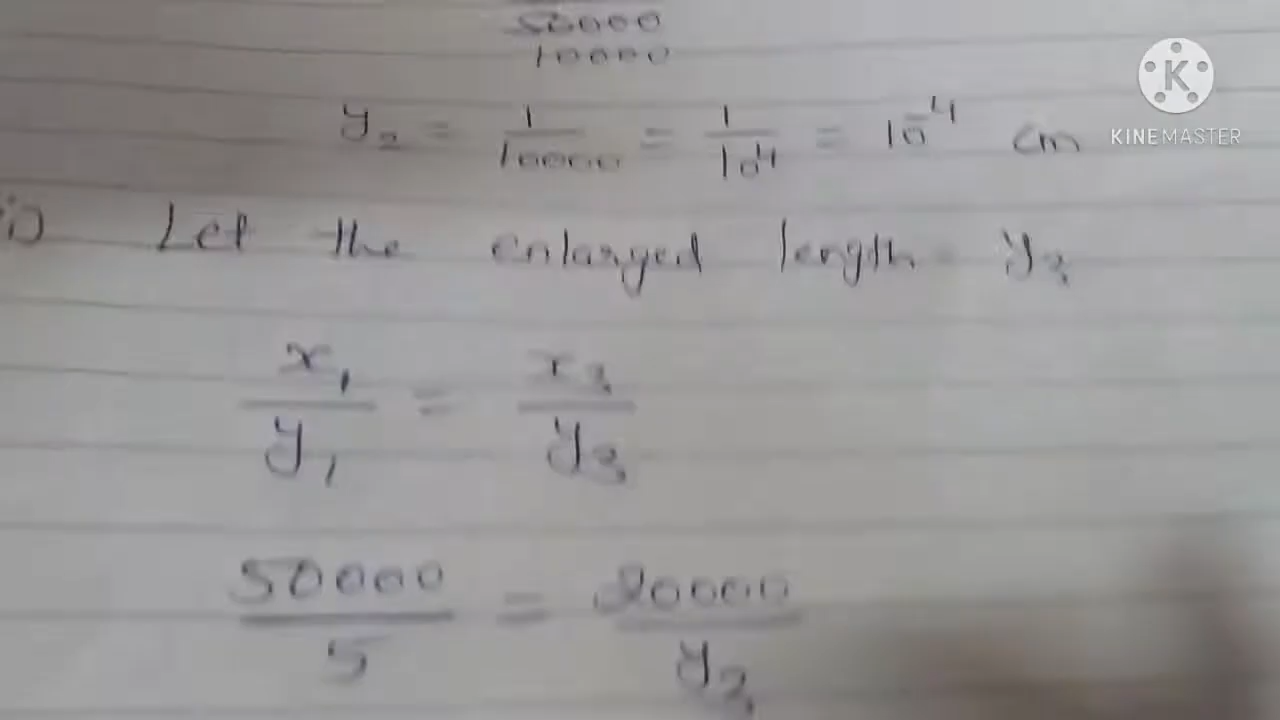 50000
10000
y₂ = 1/10000 = 1/10⁴ = 10⁻⁴ cm
K
KINEMASTER
ii) Let the enlarged length = y₃
x₁/y₁ = x₃/y₃
50000/5 = 20000/y₃